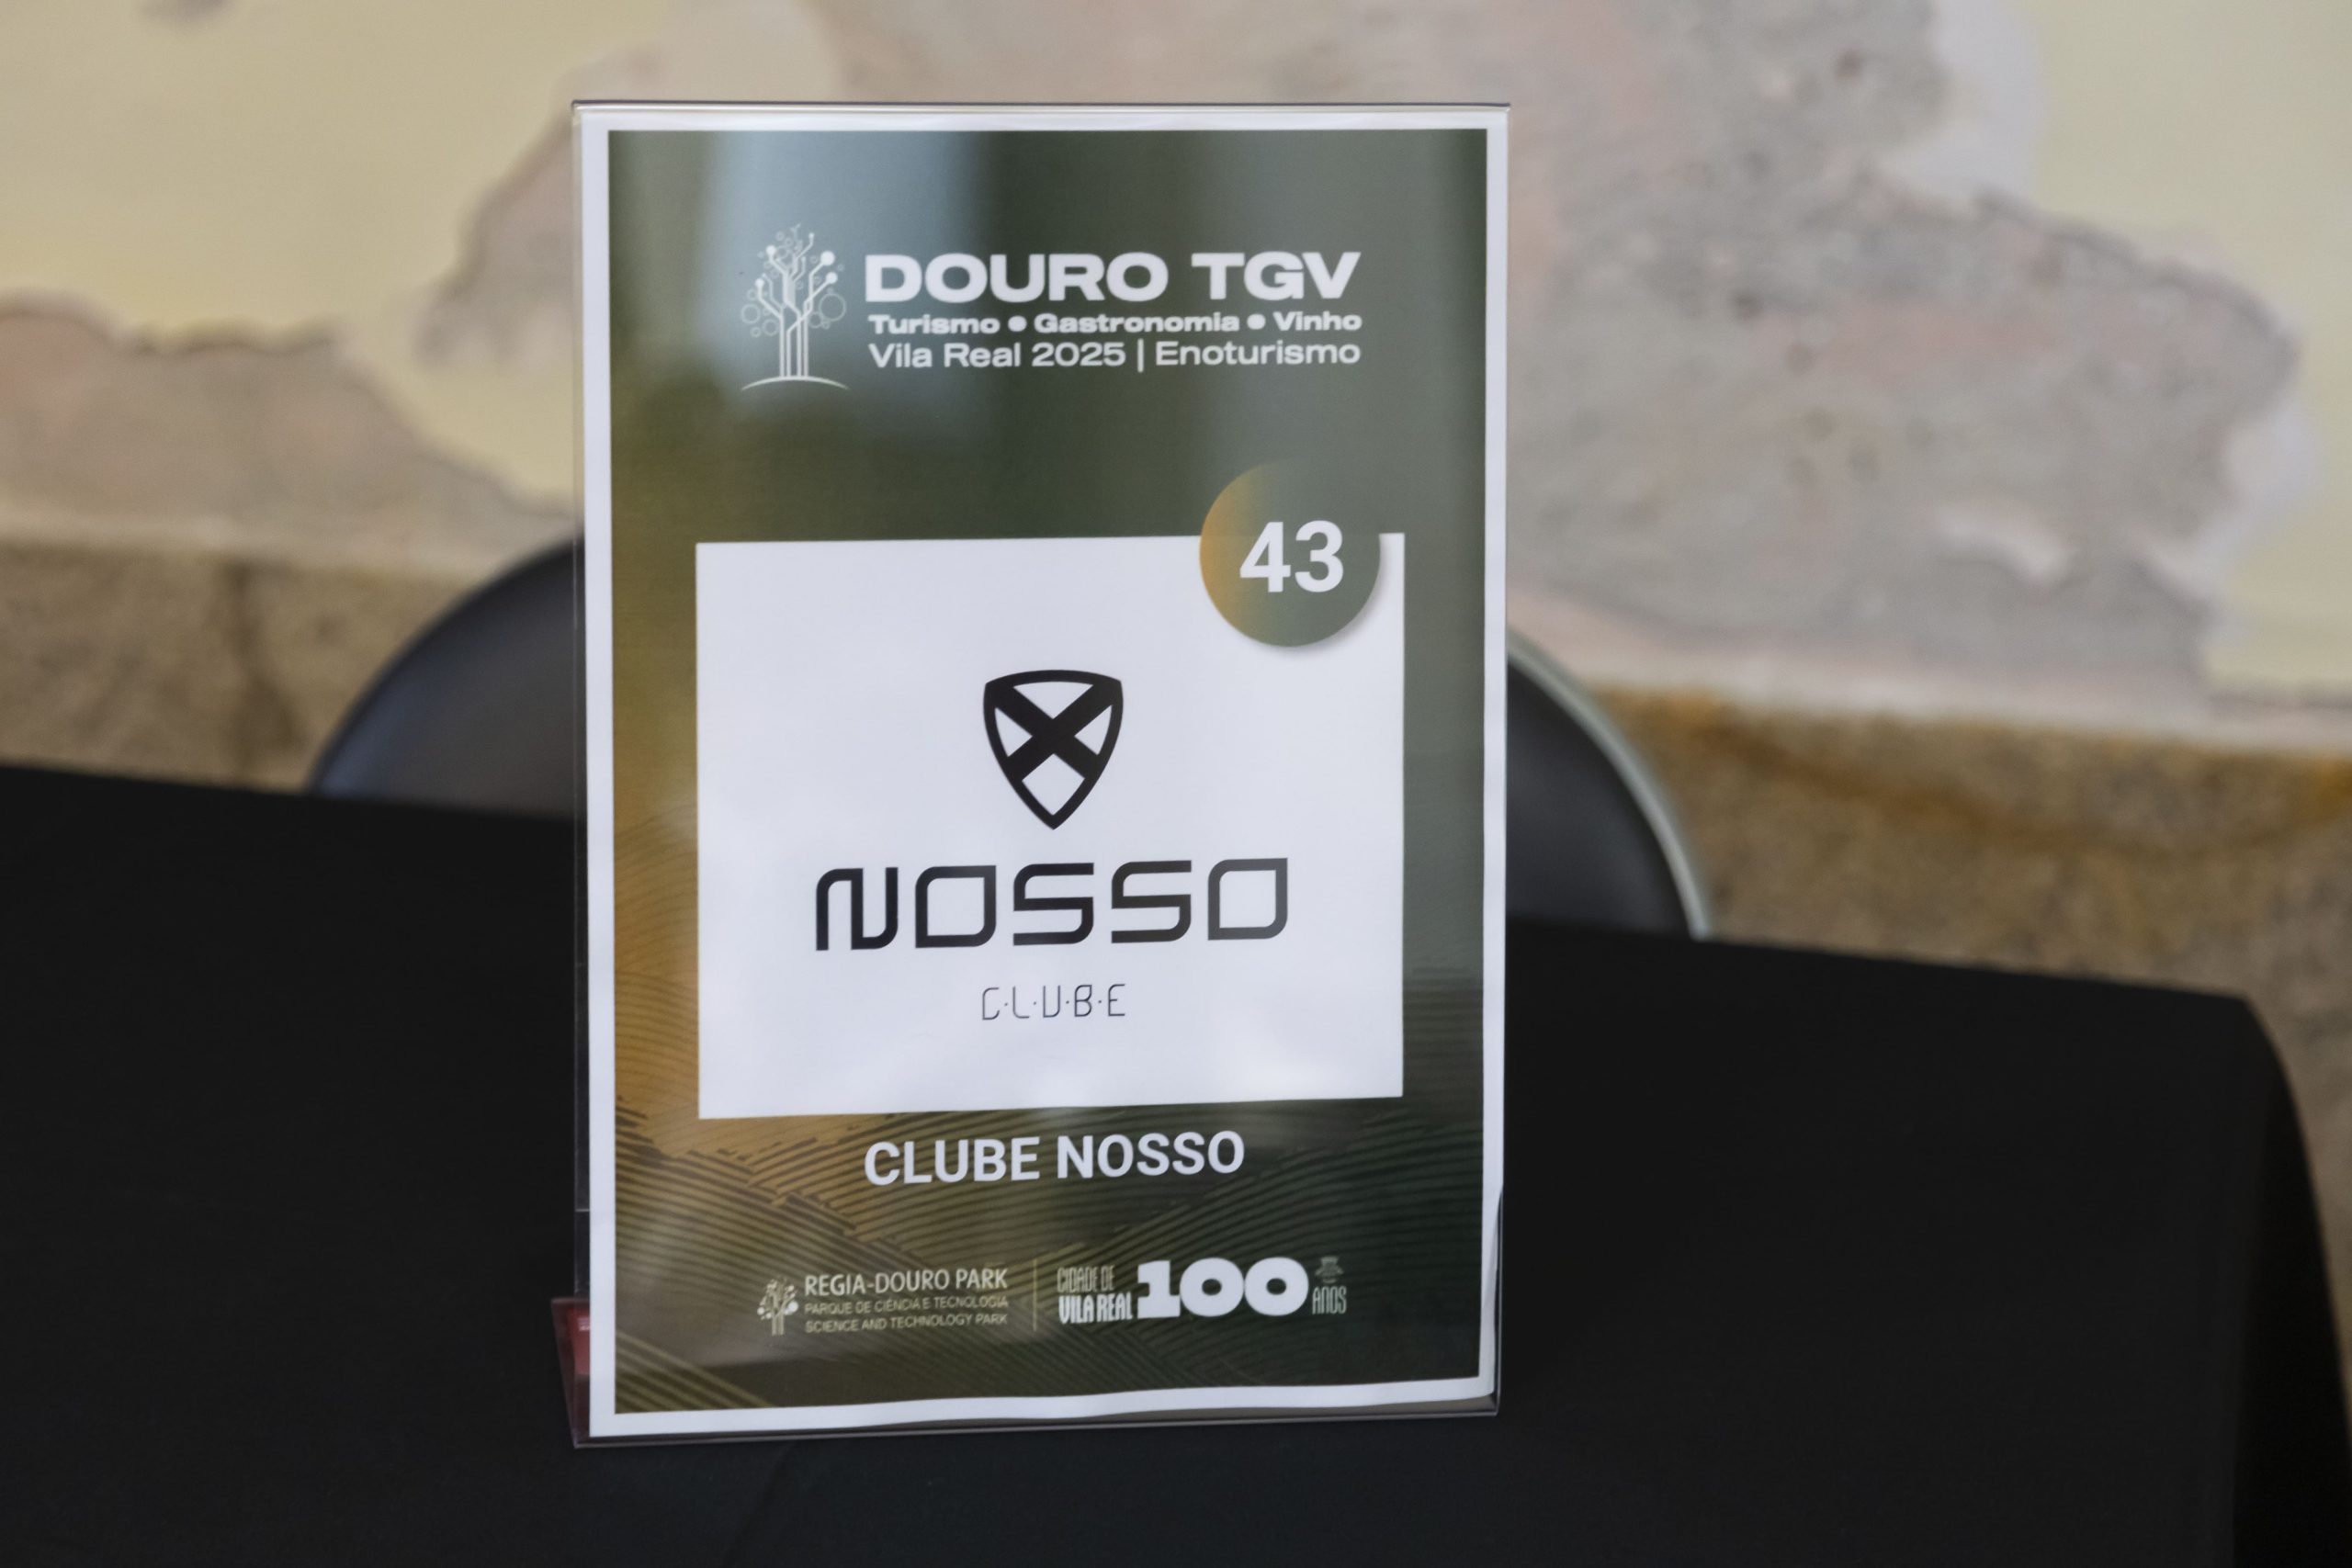 DOURO TGV
Turismo • Gastronomia • Vinho
Vila Real 2025 | Enoturismo
43
NOSSO
C·L·U·B·E
CLUBE NOSSO
REGIA-DOURO PARK
PARQUE DE CIÊNCIA E TECNOLOGIA
SCIENCE AND TECHNOLOGY PARK
CIDADE DE
VILA REAL
100
ANOS